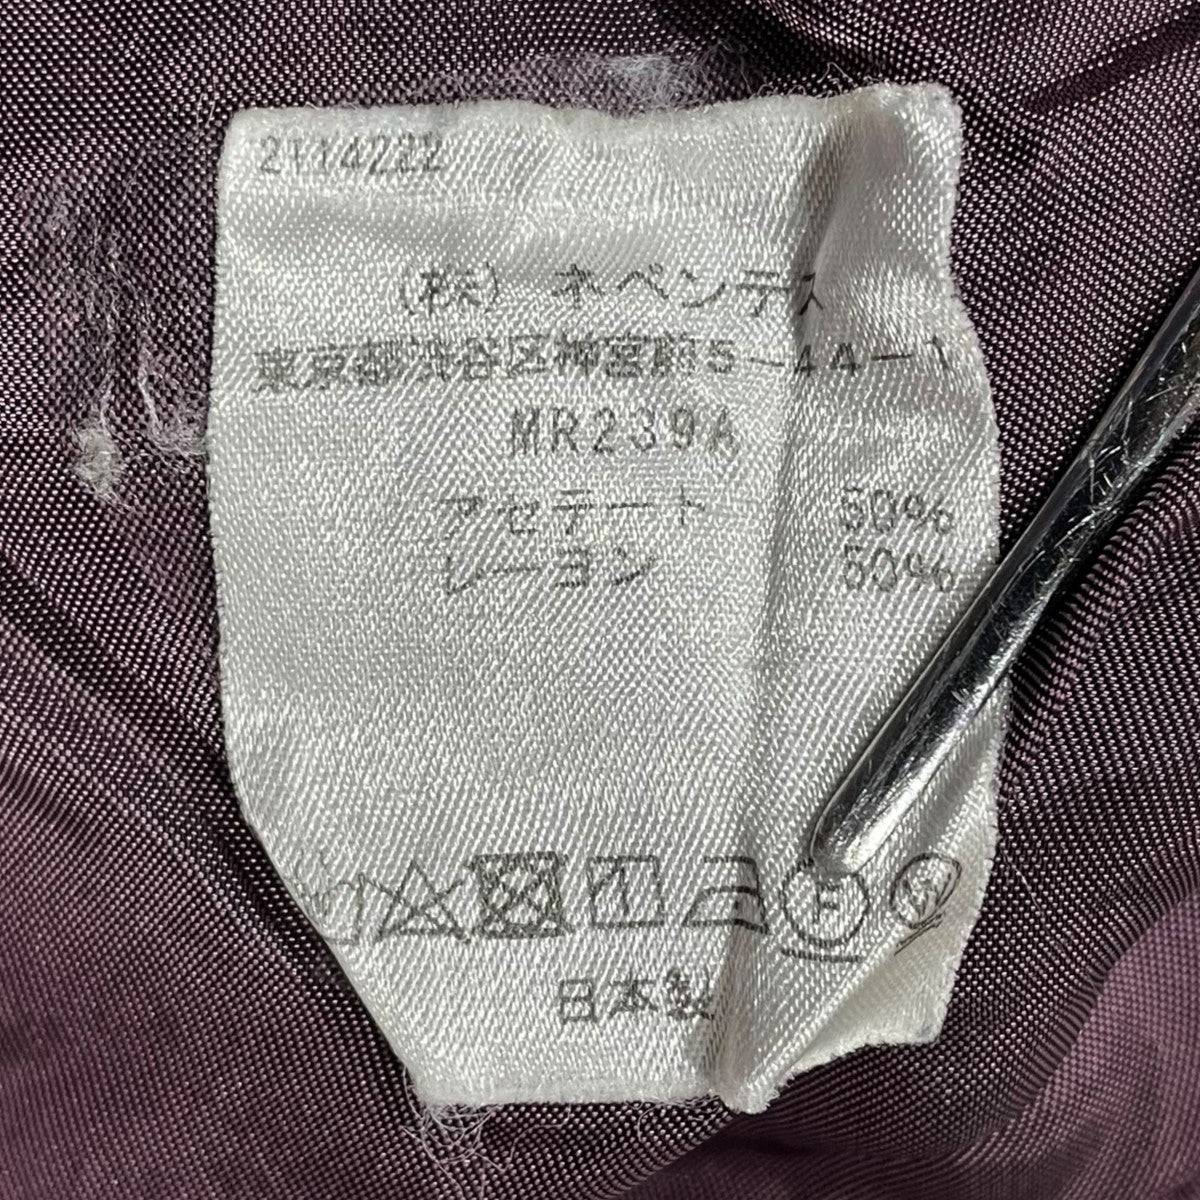 2114222
(株) ネペンテス
東京都渋谷区神宮前5-44-1
MR239A
アセテート 50%
レーヨン 50%
F
W
日本製